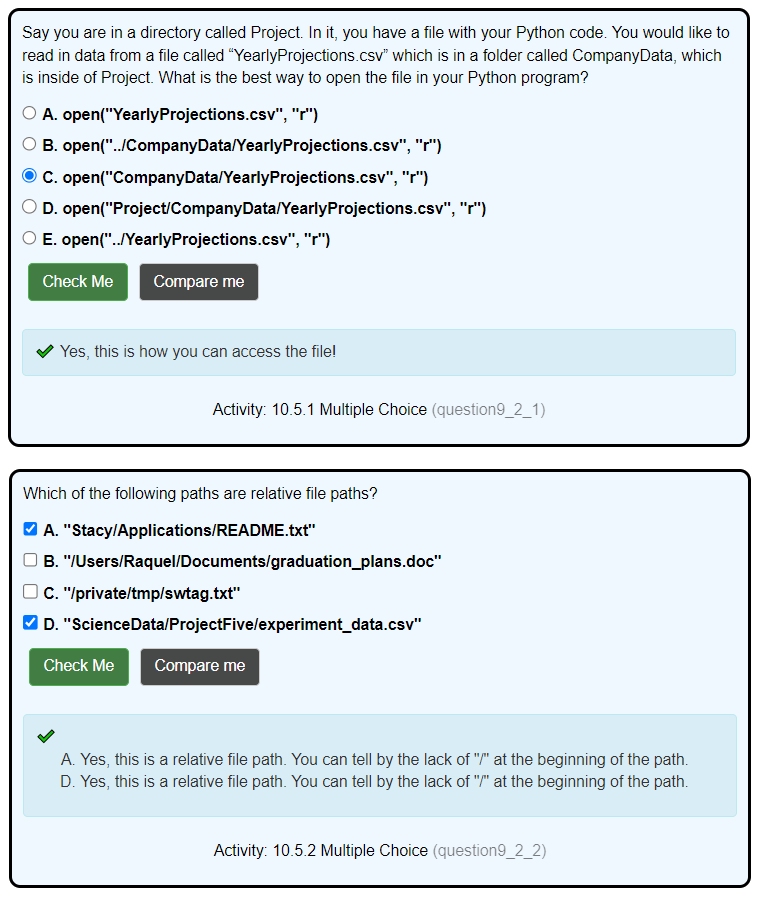 Say you are in a directory called Project. In it, you have a file with your Python code. You would like to
read in data from a file called “YearlyProjections.csv” which is in a folder called CompanyData, which
is inside of Project. What is the best way to open the file in your Python program?
A. open("YearlyProjections.csv", "r")
B. open("../CompanyData/YearlyProjections.csv", "r")
C. open("CompanyData/YearlyProjections.csv", "r")
D. open("Project/CompanyData/YearlyProjections.csv", "r")
E. open("../YearlyProjections.csv", "r")
Check Me Compare me
Yes, this is how you can access the file!
Activity: 10.5.1 Multiple Choice (question9_2_1)
Which of the following paths are relative file paths?
A. "Stacy/Applications/README.txt"
B. "/Users/Raquel/Documents/graduation_plans.doc"
C. "/private/tmp/swtag.txt"
D. "ScienceData/ProjectFive/experiment_data.csv"
Check Me Compare me
A. Yes, this is a relative file path. You can tell by the lack of "/" at the beginning of the path.
D. Yes, this is a relative file path. You can tell by the lack of "/" at the beginning of the path.
Activity: 10.5.2 Multiple Choice (question9_2_2)